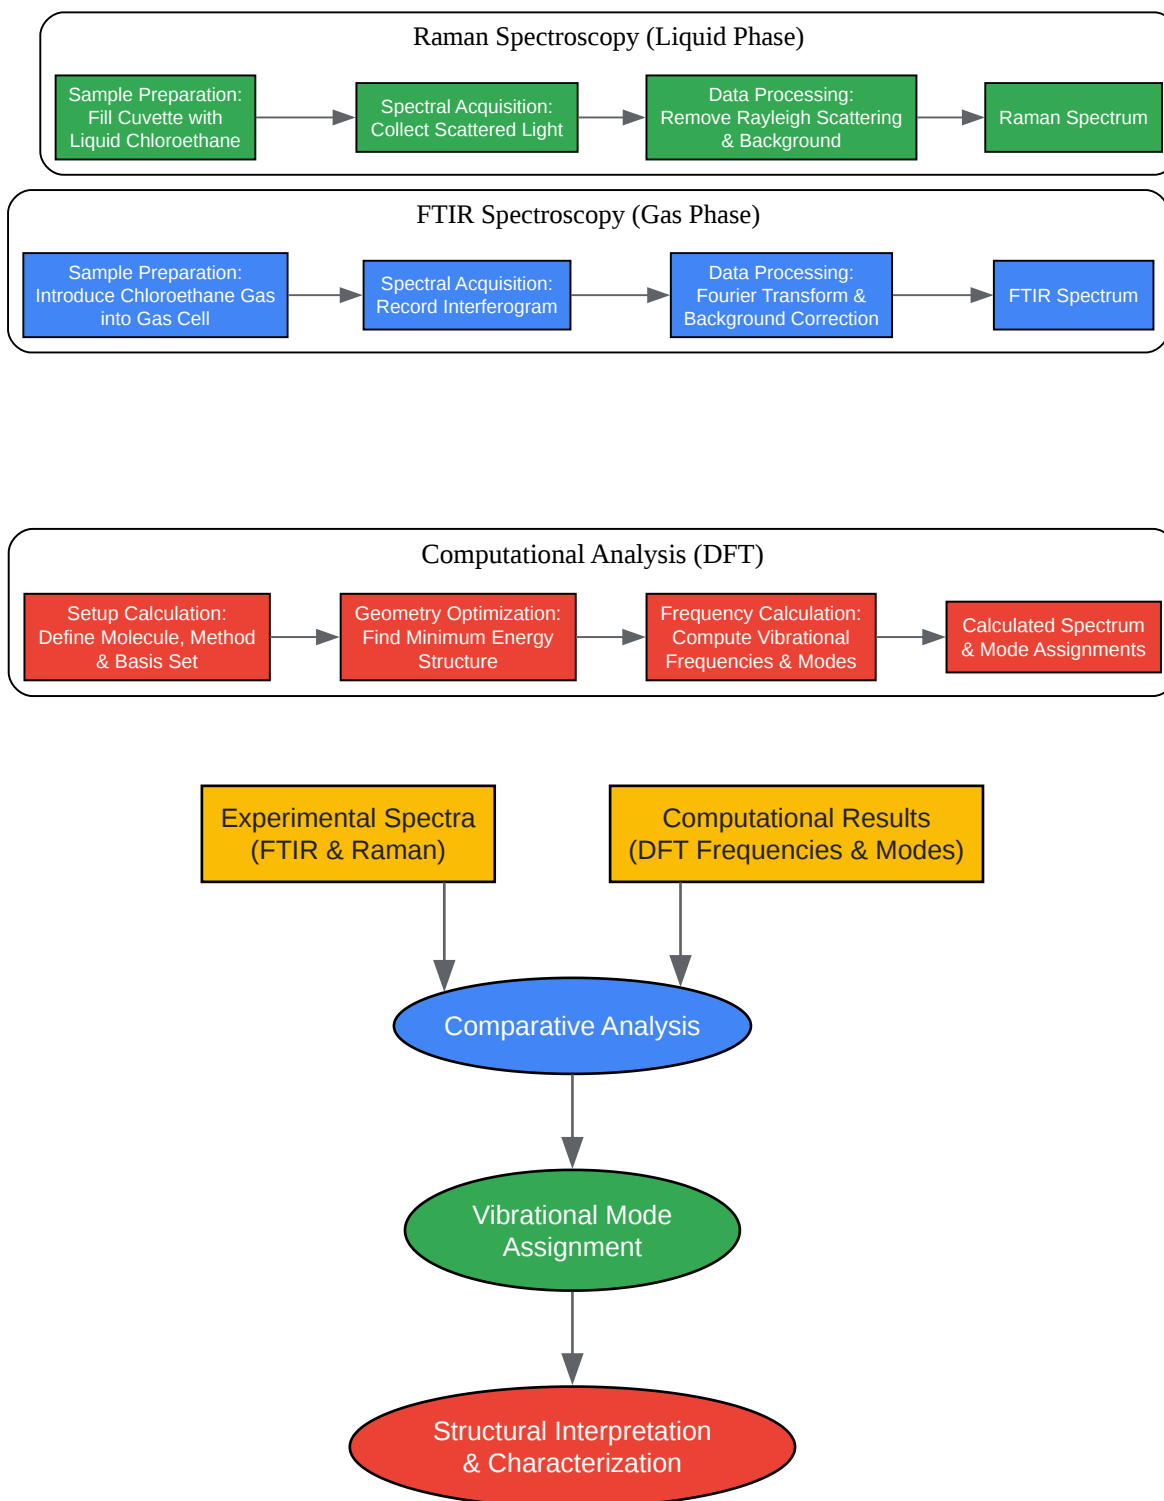 Raman Spectroscopy (Liquid Phase)
Sample Preparation:
Fill Cuvette with
Liquid Chloroethane
Spectral Acquisition:
Collect Scattered Light
Data Processing:
Remove Rayleigh Scattering
& Background
Raman Spectrum
FTIR Spectroscopy (Gas Phase)
Sample Preparation:
Introduce Chloroethane Gas
into Gas Cell
Spectral Acquisition:
Record Interferogram
Data Processing:
Fourier Transform &
Background Correction
FTIR Spectrum
Computational Analysis (DFT)
Setup Calculation:
Define Molecule, Method
& Basis Set
Geometry Optimization:
Find Minimum Energy
Structure
Frequency Calculation:
Compute Vibrational
Frequencies & Modes
Calculated Spectrum
& Mode Assignments
Experimental Spectra
(FTIR & Raman)
Computational Results
(DFT Frequencies & Modes)
Comparative Analysis
Vibrational Mode
Assignment
Structural Interpretation
& Characterization